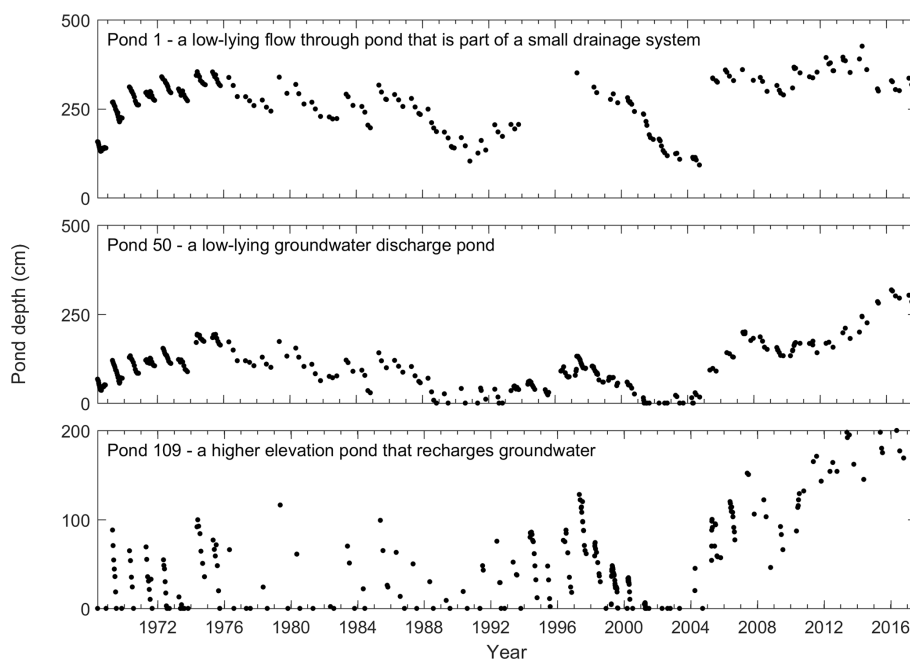 500
Pond 1 - a low-lying flow through pond that is part of a small drainage system
250
0
500
Pond 50 - a low-lying groundwater discharge pond
250
0
Pond depth (cm)
200
Pond 109 - a higher elevation pond that recharges groundwater
100
0
1972 1976 1980 1984 1988 1992 1996 2000 2004 2008 2012 2016
Year